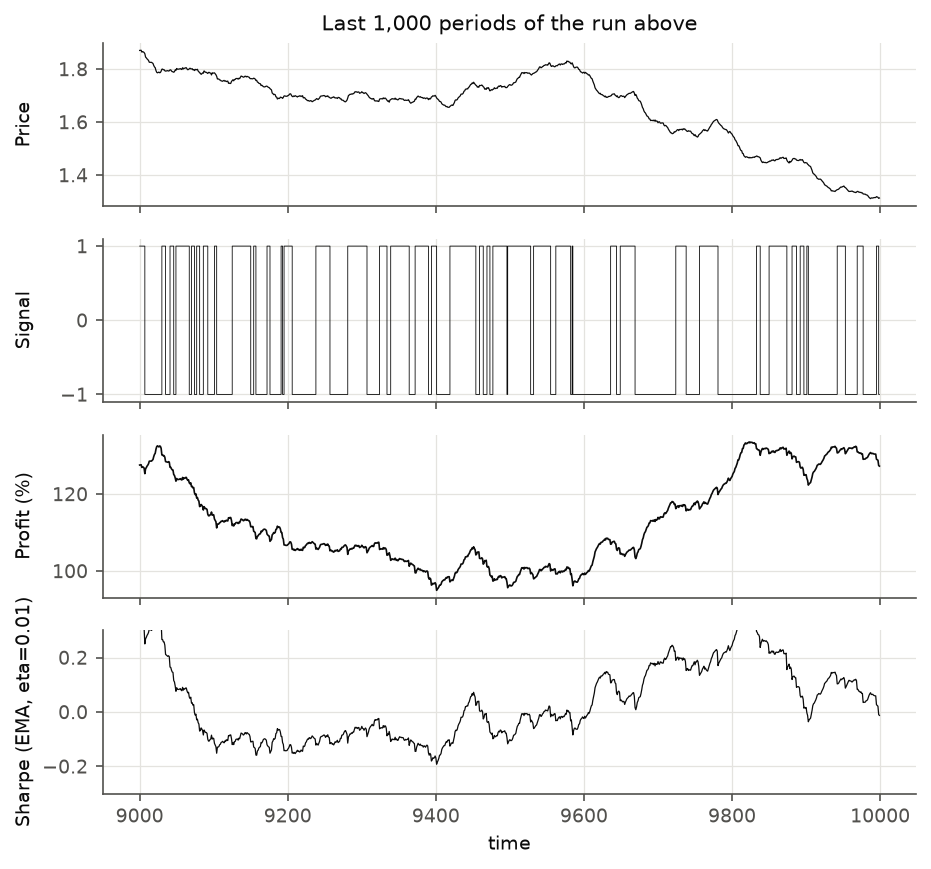 Last 1,000 periods of the run above
Price
1.8
1.6
1.4
Signal
1
0
−1
Profit (%)
120
100
Sharpe (EMA, eta=0.01)
0.2
0.0
−0.2
9000 9200 9400 9600 9800 10000
time